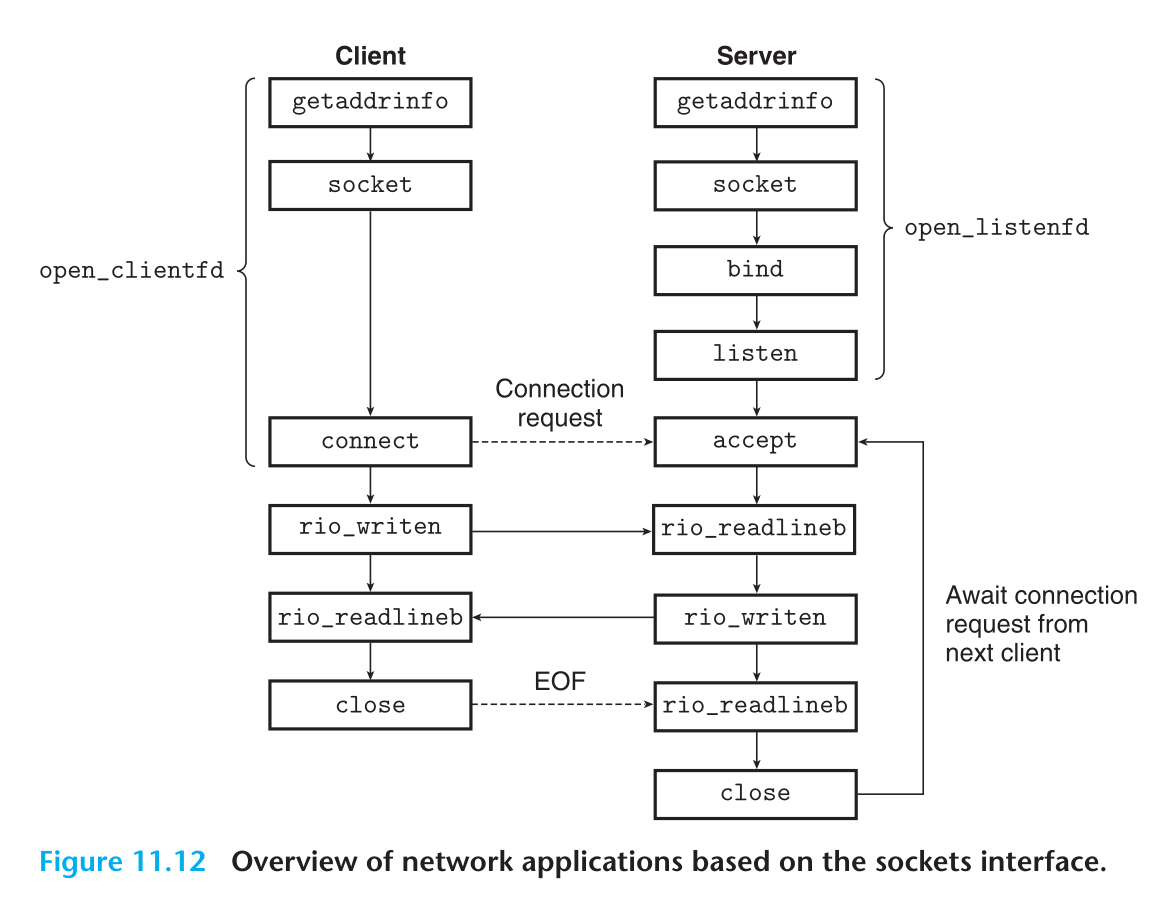 Client
Server
getaddrinfo
getaddrinfo
socket
socket
open_listenfd
bind
open_clientfd
listen
Connection
request
connect
accept
rio_writen
rio_readlineb
Await connection
request from
next client
rio_readlineb
rio_writen
EOF
close
rio_readlineb
close
Figure 11.12 Overview of network applications based on the sockets interface.